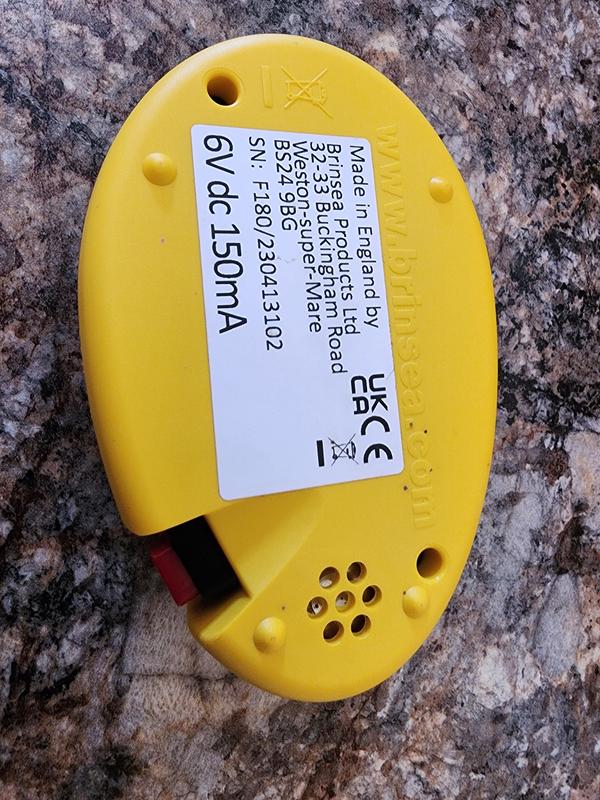 www.brinsea.com
Made in England by
Brinsea Products Ltd
32-33 Buckingham Road
Weston-super-Mare
BS24 9BG
SN: F180/230413102
6V dc 150mA
UK
CA
CE